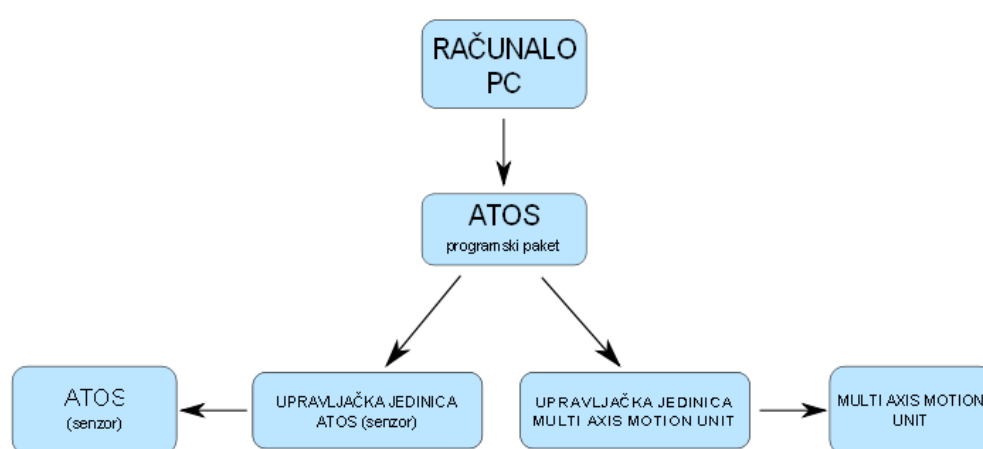 RAČUNALO
PC
ATOS
programski paket
ATOS
(senzor)
UPRAVLJAČKA JEDINICA
ATOS (senzor)
UPRAVLJAČKA JEDINICA
MULTI AXIS MOTION UNIT
MULTI AXIS MOTION
UNIT